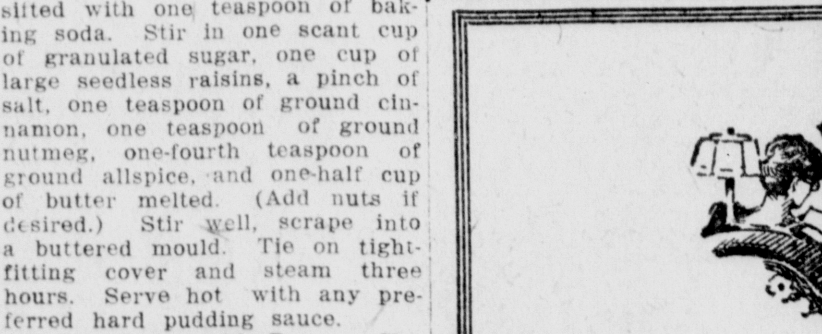 sifted with one teaspoon of bak-
ing soda. Stir in one scant cup
of granulated sugar, one cup of
large seedless raisins, a pinch of
salt, one teaspoon of ground cin-
namon, one teaspoon of ground
nutmeg, one-fourth teaspoon of
ground allspice, and one-half cup
of butter melted. (Add nuts if
desired.) Stir well, scrape into
a buttered mould. Tie on tight-
fitting cover and steam three
hours. Serve hot with any pre-
ferred hard pudding sauce.